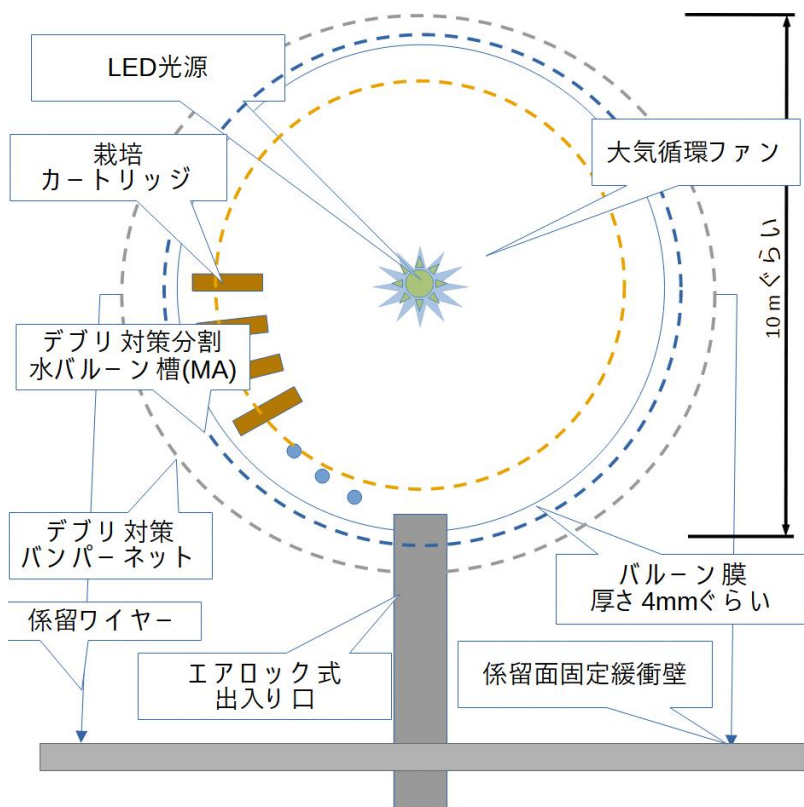 LED光源
栽培
カートリッジ
大気循環ファン
10mぐらい
デブリ対策分割
水バルーン槽(MA)
デブリ対策
バンパーネット
バルーン膜
厚さ4mmぐらい
係留ワイヤー
エアロック式
出入り口
係留面固定緩衝壁